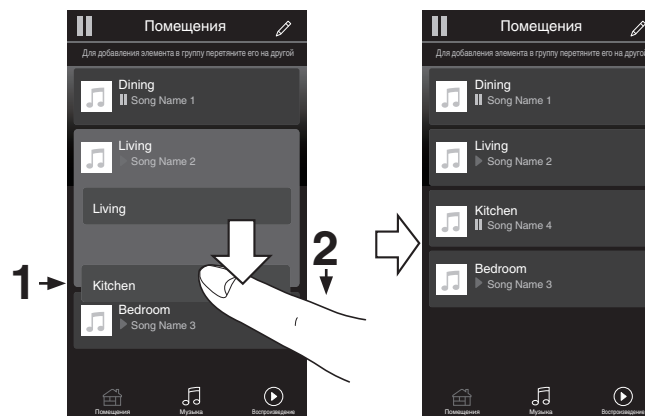 Помещения
Для добавления элемента в группу перетяните его на другой
Dining
Song Name 1
Living
Song Name 2
Living
Kitchen
Bedroom
Song Name 3
Помещения
Музыка
Воспроизведение
1
2
Помещения
Для добавления элемента в группу перетяните его на другой
Dining
Song Name 1
Living
Song Name 2
Kitchen
Song Name 4
Bedroom
Song Name 3
Помещения
Музыка
Воспроизведение